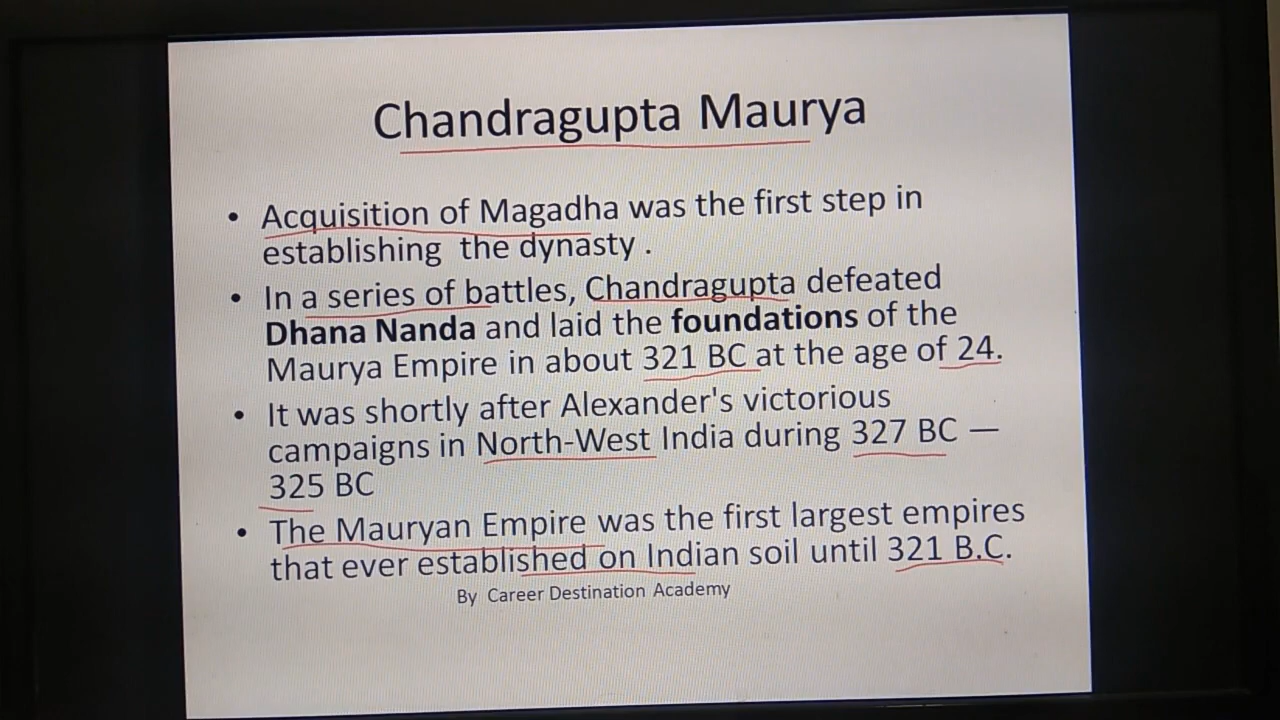 Chandragupta Maurya
• Acquisition of Magadha was the first step in
establishing the dynasty .
• In a series of battles, Chandragupta defeated
Dhana Nanda and laid the foundations of the
Maurya Empire in about 321 BC at the age of 24.
• It was shortly after Alexander's victorious
campaigns in North-West India during 327 BC —
325 BC
• The Mauryan Empire was the first largest empires
that ever established on Indian soil until 321 B.C.
By Career Destination Academy